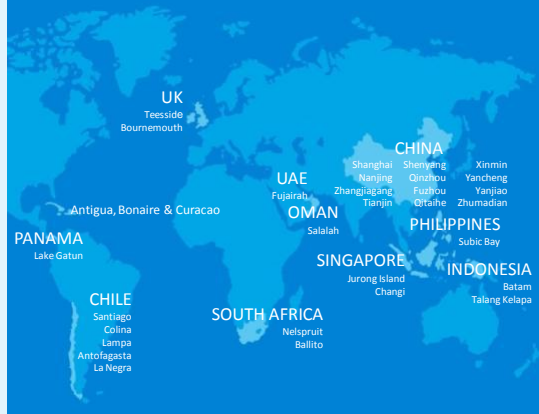 UK
Teesside
Bournemouth
CHINA
Shanghai Shenyang Xinmin
Nanjing Qinzhou Yancheng
Zhangjiagang Fuzhou Yanjiao
Tianjin Qitaihe Zhumadian
UAE
Fujairah
OMAN
Salalah
Antigua, Bonaire & Curacao
PHILIPPINES
Subic Bay
PANAMA
Lake Gatun
SINGAPORE
Jurong Island
Changi
INDONESIA
Batam
Talang Kelapa
CHILE
Santiago
Colina
Lampa
Antofagasta
La Negra
SOUTH AFRICA
Nelspruit
Ballito